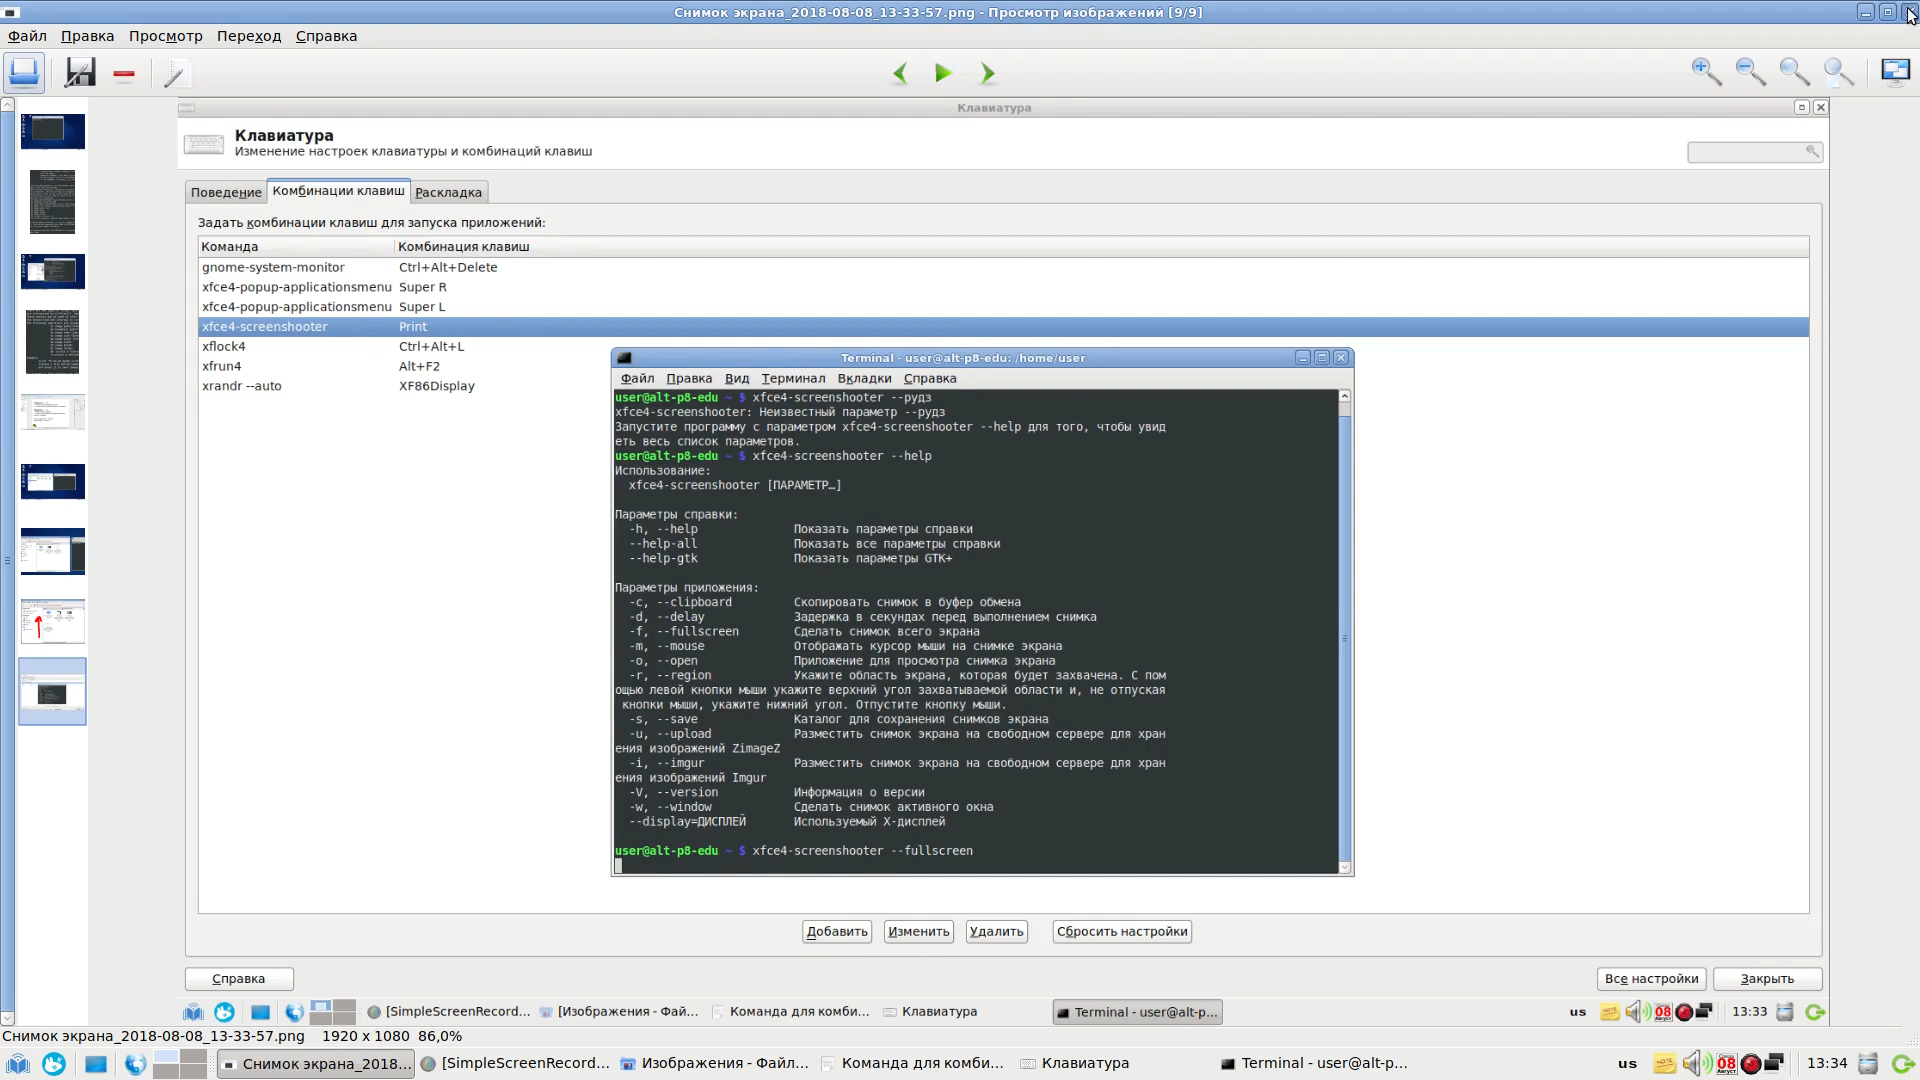 Снимок экрана_2018-08-08_13-33-57.png - Просмотр изображений [9/9]
Файл Правка Просмотр Переход Справка
Клавиатура
Клавиатура
Изменение настроек клавиатуры и комбинаций клавиш
Поведение Комбинации клавиш Раскладка
Задать комбинации клавиш для запуска приложений:
Команда Комбинация клавиш
gnome-system-monitor Ctrl+Alt+Delete
xfce4-popup-applicationsmenu Super R
xfce4-popup-applicationsmenu Super L
xfce4-screenshooter Print
xflock4 Ctrl+Alt+L
xfrun4 Alt+F2
xrandr --auto XF86Display
Terminal - user@alt-p8-edu: /home/user
Файл Правка Вид Терминал Вкладки Справка
user@alt-p8-edu ~ $ xfce4-screenshooter --рудз
xfce4-screenshooter: Неизвестный параметр --рудз
Запустите программу с параметром xfce4-screenshooter --help для того, чтобы увид
еть весь список параметров.
user@alt-p8-edu ~ $ xfce4-screenshooter --help
Использование:
xfce4-screenshooter [ПАРАМЕТР…]
Параметры справки:
-h, --help Показать параметры справки
--help-all Показать все параметры справки
--help-gtk Показать параметры GTK+
Параметры приложения:
-c, --clipboard Скопировать снимок в буфер обмена
-d, --delay Задержка в секундах перед выполнением снимка
-f, --fullscreen Сделать снимок всего экрана
-m, --mouse Отображать курсор мыши на снимке экрана
-o, --open Приложение для просмотра снимка экрана
-r, --region Укажите область экрана, которая будет захвачена. С пом
ощью левой кнопки мыши укажите верхний угол захватываемой области и, не отпуская
кнопки мыши, укажите нижний угол. Отпустите кнопку мыши.
-s, --save Каталог для сохранения снимков экрана
-u, --upload Разместить снимок экрана на свободном сервере для хран
ения изображений ZimageZ
-i, --imgur Разместить снимок экрана на свободном сервере для хран
ения изображений Imgur
-V, --version Информация о версии
-w, --window Сделать снимок активного окна
--display=ДИСПЛЕЙ Используемый X-дисплей
user@alt-p8-edu ~ $ xfce4-screenshooter --fullscreen
Добавить Изменить Удалить Сбросить настройки
Справка Все настройки Закрыть
[SimpleScreenRecord... [Изображения - Фай... Команда для комби... Клавиатура Terminal - user@alt-p... us 08 13:33
Снимок экрана_2018-08-08_13-33-57.png 1920 x 1080 86,0%
Снимок экрана_2018... [SimpleScreenRecord... Изображения - Файл... Команда для комби... Клавиатура Terminal - user@alt-p... us 08 13:34